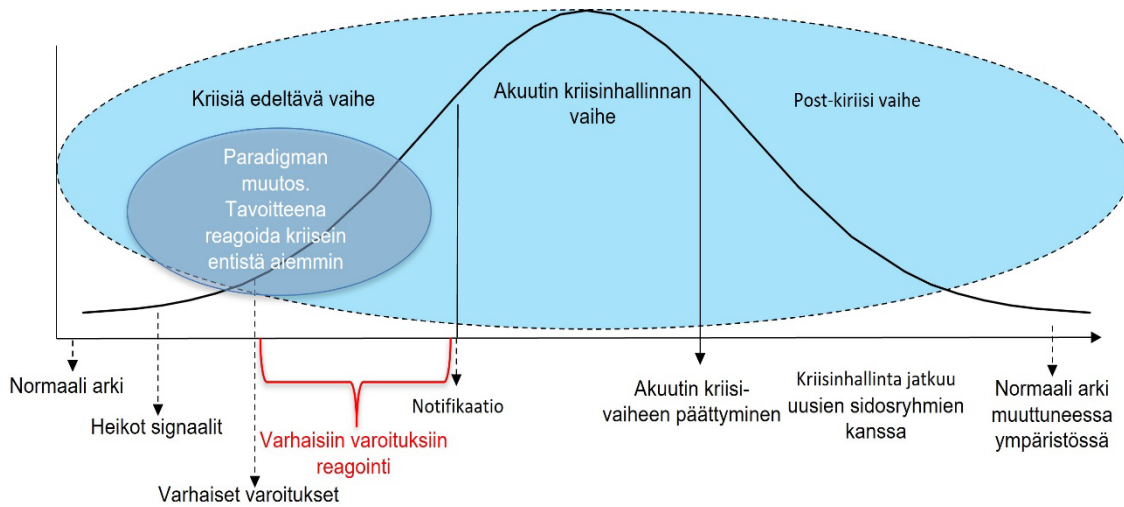 Kriisiä edeltävä vaihe
Akuutin kriisinhallinnan
vaihe
Post-kiriisi vaihe
Paradigman
muutos.
Tavoitteena
reagoida kriisein
entistä aiemmin
Normaali arki
Heikot signaalit
Varhaiset varoitukset
Varhaisiin varoituksiin
reagointi
Notifikaatio
Akuutin kriisi-
vaiheen päättyminen
Kriisinhallinta jatkuu
uusien sidosryhmien
kanssa
Normaali arki
muuttuneessa
ympäristössä